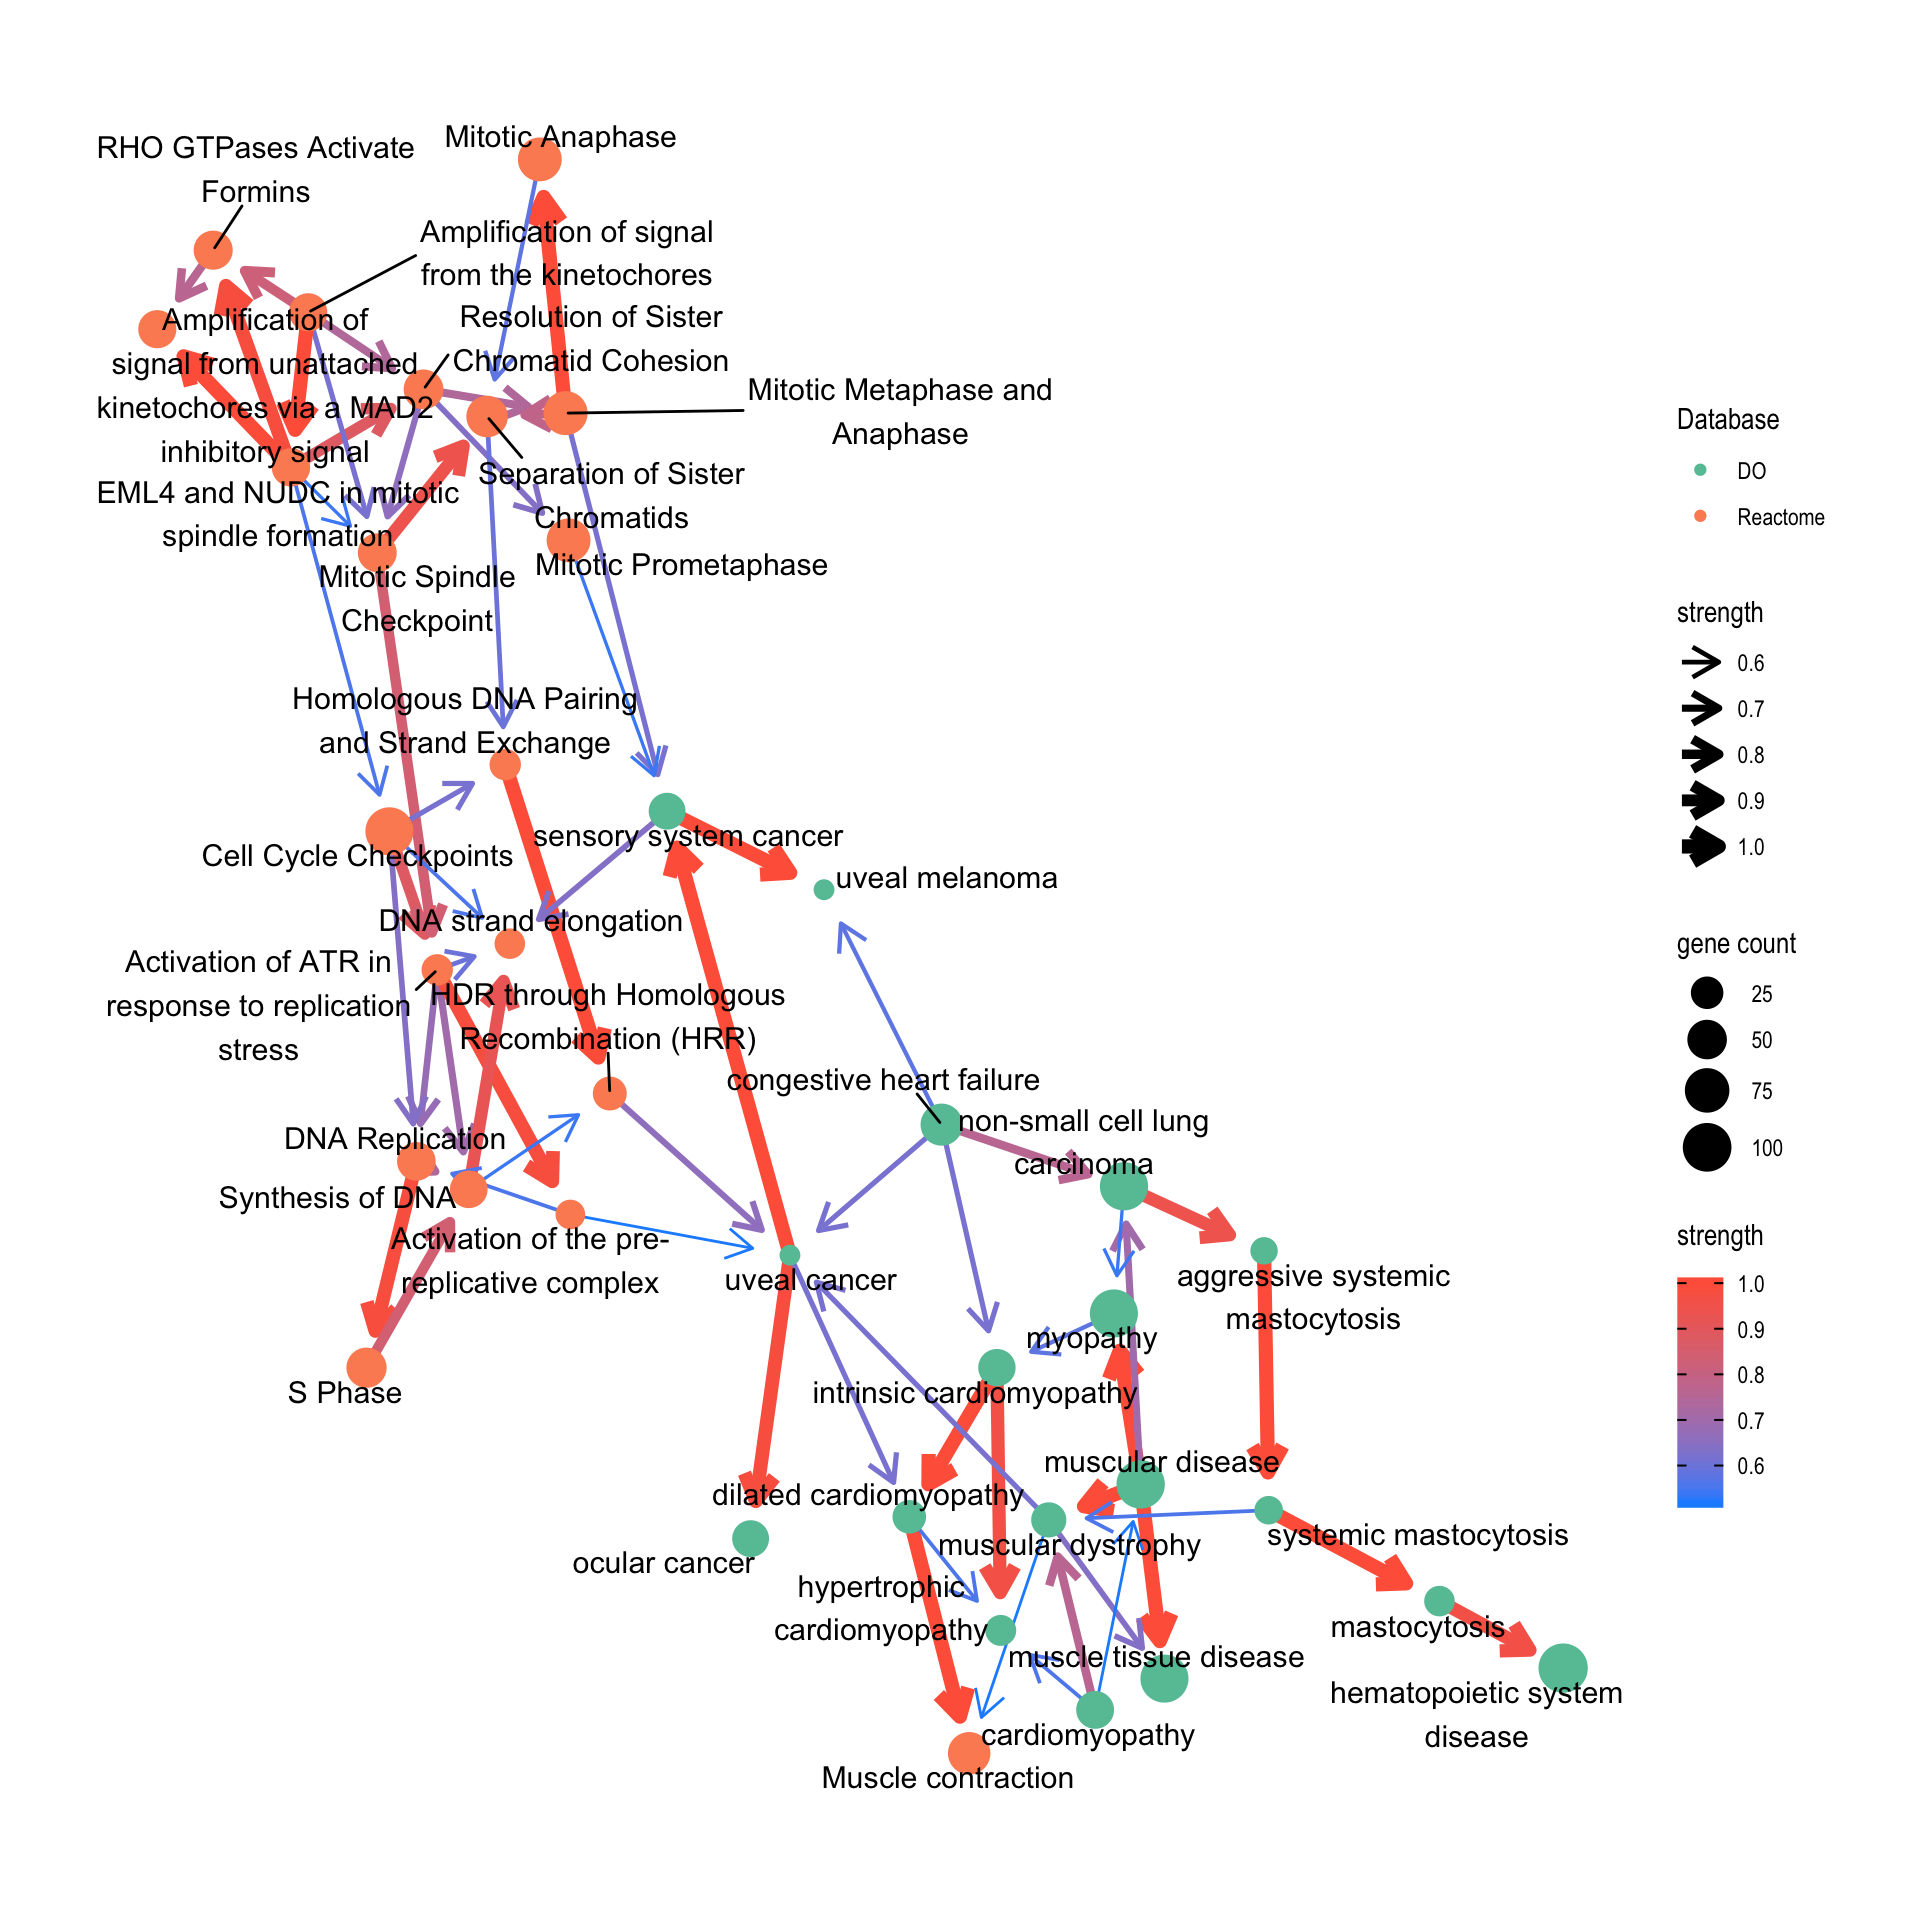 Mitotic Anaphase
RHO GTPases Activate
Formins
Amplification of signal
from the kinetochores
Resolution of Sister
Chromatid Cohesion
Amplification of
signal from unattached
kinetochores via a MAD2
inhibitory signal
Mitotic Metaphase and
Anaphase
Separation of Sister
Chromatids
EML4 and NUDC in mitotic
spindle formation
Mitotic Prometaphase
Mitotic Spindle
Checkpoint
Homologous DNA Pairing
and Strand Exchange
sensory system cancer
Cell Cycle Checkpoints
uveal melanoma
DNA strand elongation
Activation of ATR in
response to replication
stress
HDR through Homologous
Recombination (HRR)
congestive heart failure
non-small cell lung
carcinoma
DNA Replication
Synthesis of DNA
Activation of the pre-
replicative complex
uveal cancer
aggressive systemic
mastocytosis
myopathy
S Phase
intrinsic cardiomyopathy
muscular disease
dilated cardiomyopathy
systemic mastocytosis
muscular dystrophy
ocular cancer
hypertrophic
cardiomyopathy
mastocytosis
muscle tissue disease
hematopoietic system
disease
cardiomyopathy
Muscle contraction
Database
DO
Reactome
strength
0.6
0.7
0.8
0.9
1.0
gene count
25
50
75
100
strength
1.0
0.9
0.8
0.7
0.6